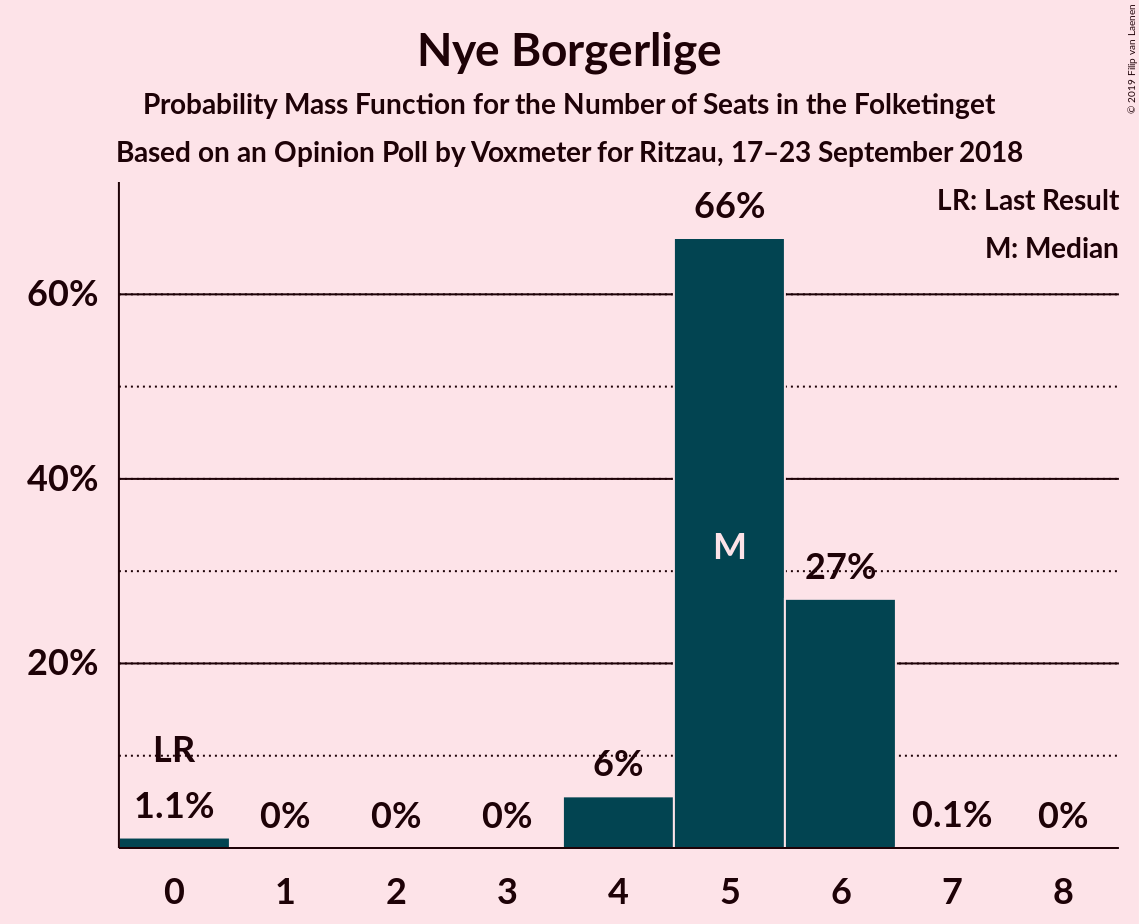 Nye Borgerlige
Probability Mass Function for the Number of Seats in the Folketinget
Based on an Opinion Poll by Voxmeter for Ritzau, 17–23 September 2018
© 2019 Filip van Laenen
LR: Last Result
M: Median
60%
40%
20%
LR
1.1%
0%
0%
0%
6%
66%
M
27%
0.1%
0%
0 1 2 3 4 5 6 7 8